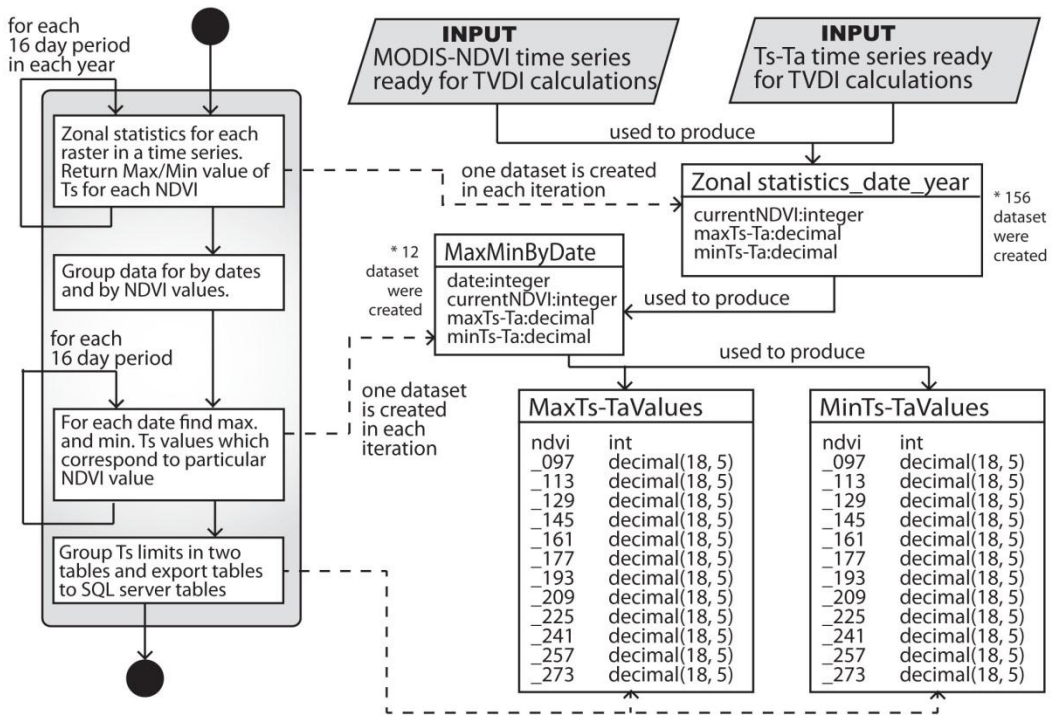 for each
16 day period
in each year
Zonal statistics for each
raster in a time series.
Return Max/Min value of
Ts for each NDVI
Group data for by dates
and by NDVI values.
for each
16 day period
For each date find max.
and min. Ts values which
correspond to particular
NDVI value
Group Ts limits in two
tables and export tables
to SQL server tables
INPUT
MODIS-NDVI time series
ready for TVDI calculations
INPUT
Ts-Ta time series ready
for TVDI calculations
used to produce
one dataset is created
in each iteration
Zonal statistics_date_year
currentNDVI:integer
maxTs-Ta:decimal
minTs-Ta:decimal
* 156
dataset
were
created
* 12
dataset
were
created
MaxMinByDate
date:integer
currentNDVI:integer
maxTs-Ta:decimal
minTs-Ta:decimal
used to produce
one dataset
is created
in each
iteration
used to produce
MaxTs-TaValues
ndvi int
_097 decimal(18, 5)
_113 decimal(18, 5)
_129 decimal(18, 5)
_145 decimal(18, 5)
_161 decimal(18, 5)
_177 decimal(18, 5)
_193 decimal(18, 5)
_209 decimal(18, 5)
_225 decimal(18, 5)
_241 decimal(18, 5)
_257 decimal(18, 5)
_273 decimal(18, 5)
MinTs-TaValues
ndvi int
_097 decimal(18, 5)
_113 decimal(18, 5)
_129 decimal(18, 5)
_145 decimal(18, 5)
_161 decimal(18, 5)
_177 decimal(18, 5)
_193 decimal(18, 5)
_209 decimal(18, 5)
_225 decimal(18, 5)
_241 decimal(18, 5)
_257 decimal(18, 5)
_273 decimal(18, 5)